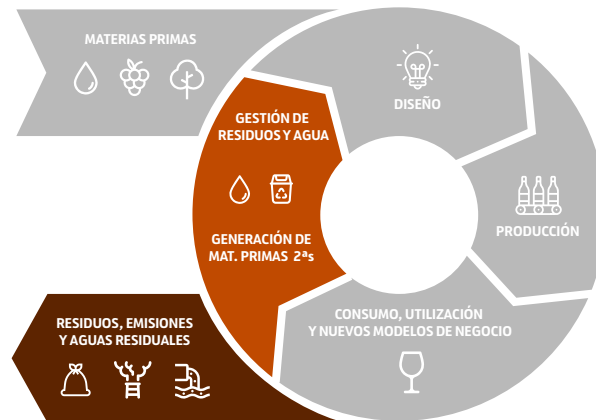 MATERIAS PRIMAS
DISEÑO
GESTIÓN DE
RESIDUOS Y AGUA
GENERACIÓN DE
MAT. PRIMAS 2ªs
PRODUCCIÓN
CONSUMO, UTILIZACIÓN
Y NUEVOS MODELOS DE NEGOCIO
RESIDUOS, EMISIONES
Y AGUAS RESIDUALES